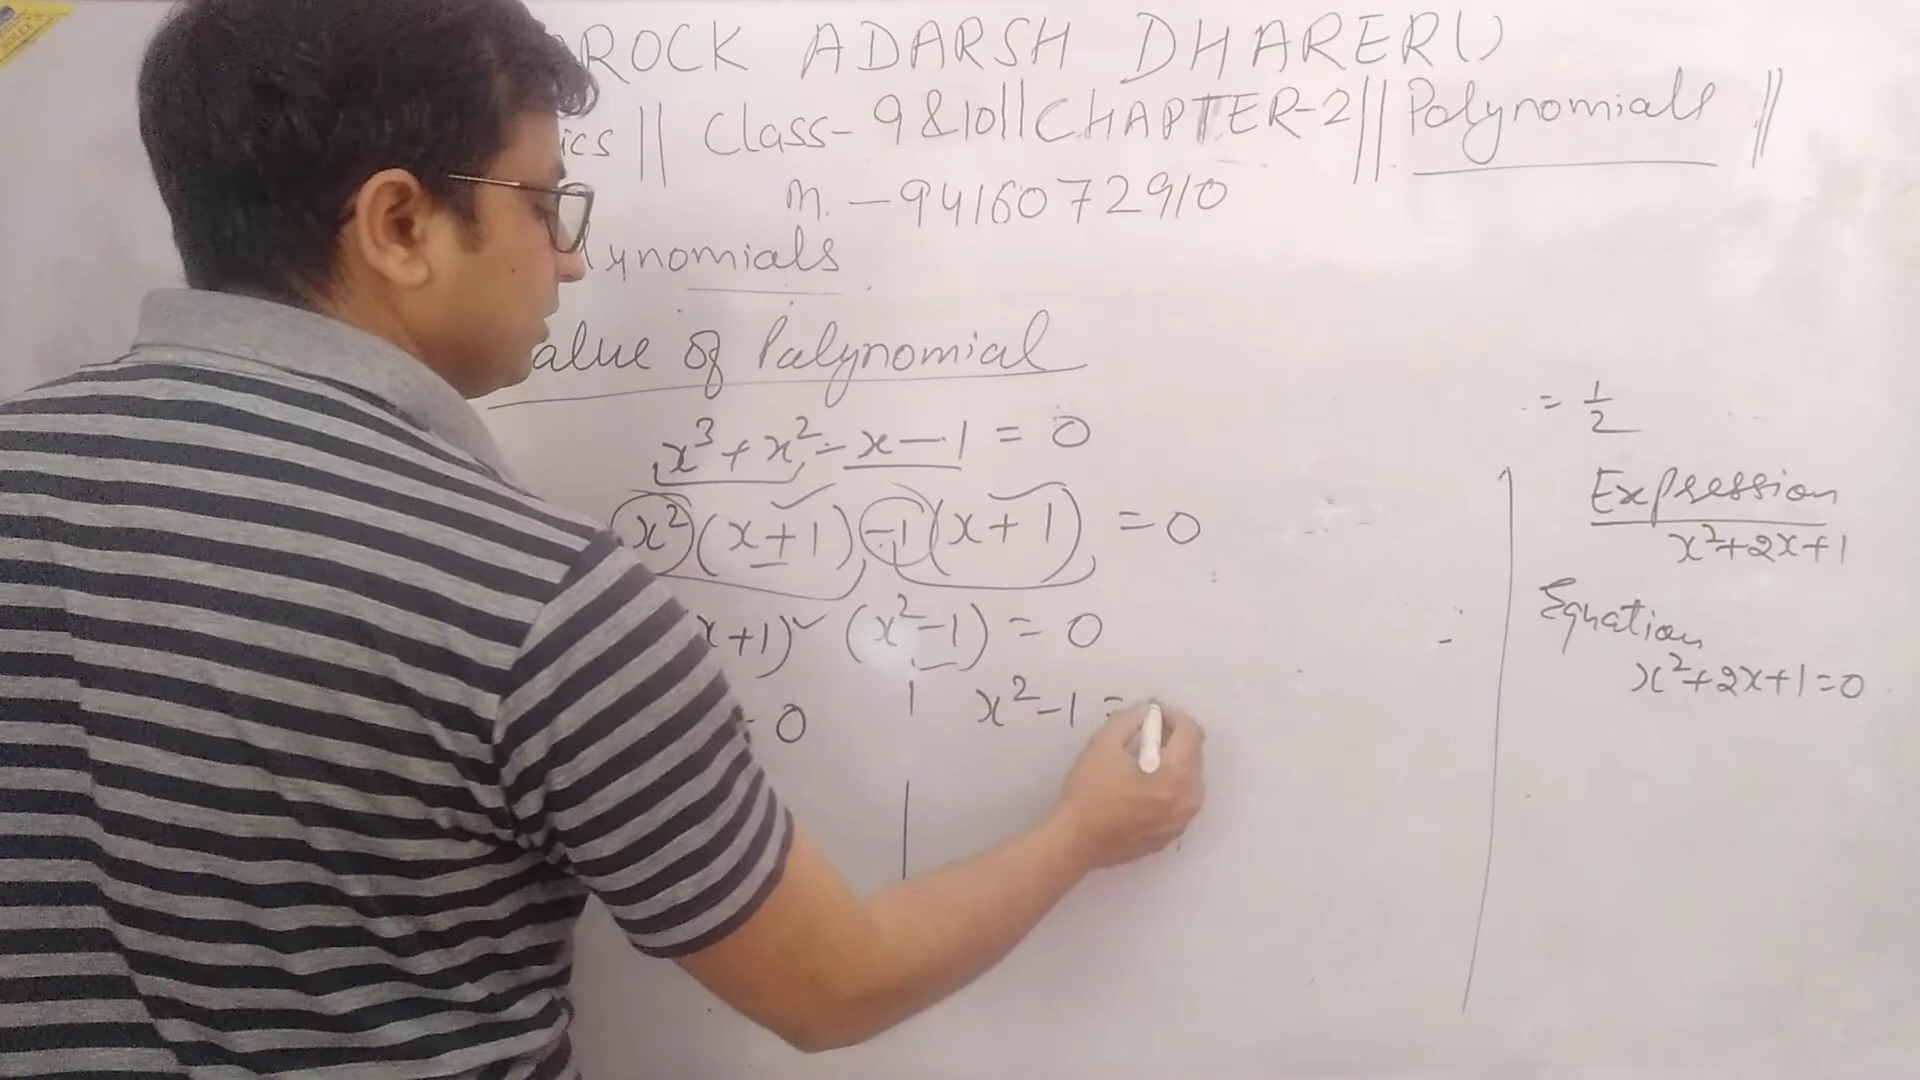 ROCK ADARSH DHARERU
ics || Class- 9 & 10 || CHAPTER-2 || Polynomials ||
M. - 9416072910
lynomials
alue of Polynomial
x³ + x² - x - 1 = 0
x² (x + 1) -1 (x + 1) = 0
x + 1) (x² - 1) = 0
= 0 | x² - 1 =
= 1/2
Expression
x² + 2x + 1
Equation
x² + 2x + 1 = 0